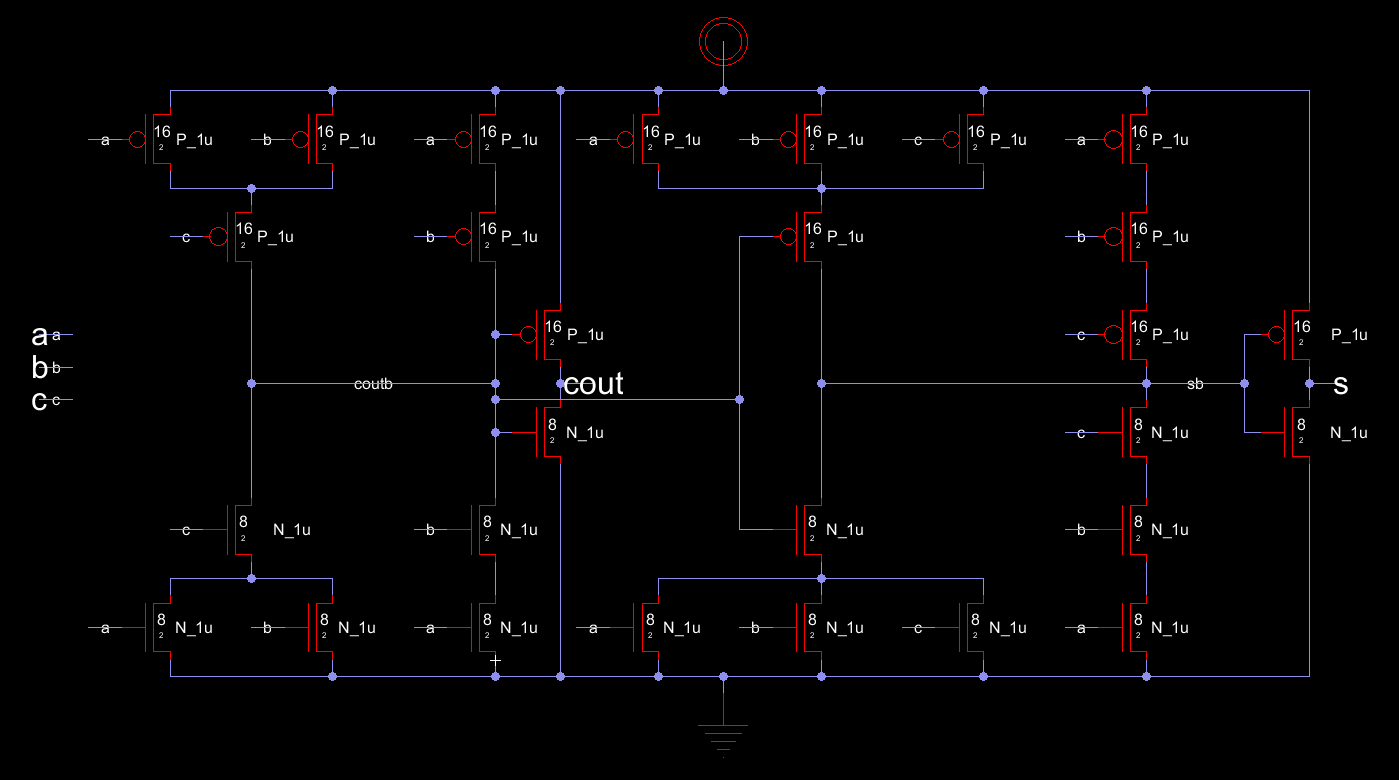 a 16 2 P_1u b 16 2 P_1u a 16 2 P_1u a 16 2 P_1u b 16 2 P_1u c 16 2 P_1u a 16 2 P_1u
c 16 2 P_1u b 16 2 P_1u 16 2 P_1u b 16 2 P_1u
a a 16 2 P_1u c 16 2 P_1u 16 2 P_1u
b b
coutb cout sb s
c c
8 2 N_1u c 8 2 N_1u 8 2 N_1u
c 8 2 N_1u b 8 2 N_1u 8 2 N_1u b 8 2 N_1u
a 8 2 N_1u b 8 2 N_1u a 8 2 N_1u a 8 2 N_1u b 8 2 N_1u c 8 2 N_1u a 8 2 N_1u